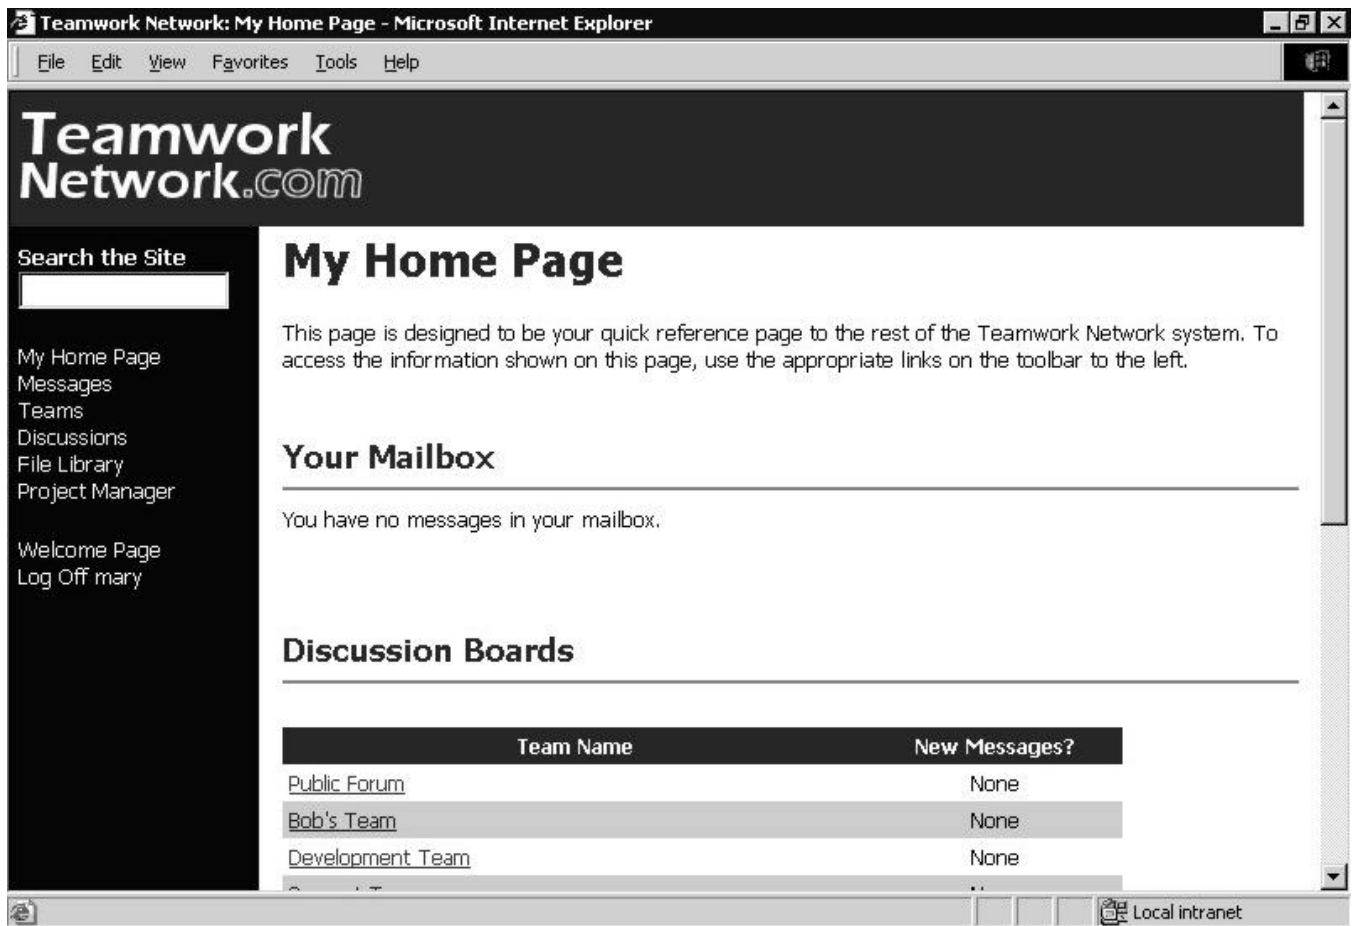 Teamwork Network: My Home Page - Microsoft Internet Explorer
File Edit View Favorites Tools Help
Teamwork
Network.com
Search the Site
My Home Page
Messages
Teams
Discussions
File Library
Project Manager
Welcome Page
Log Off mary
My Home Page
This page is designed to be your quick reference page to the rest of the Teamwork Network system. To
access the information shown on this page, use the appropriate links on the toolbar to the left.
Your Mailbox
You have no messages in your mailbox.
Discussion Boards
Team Name New Messages?
Public Forum None
Bob's Team None
Development Team None
Local intranet